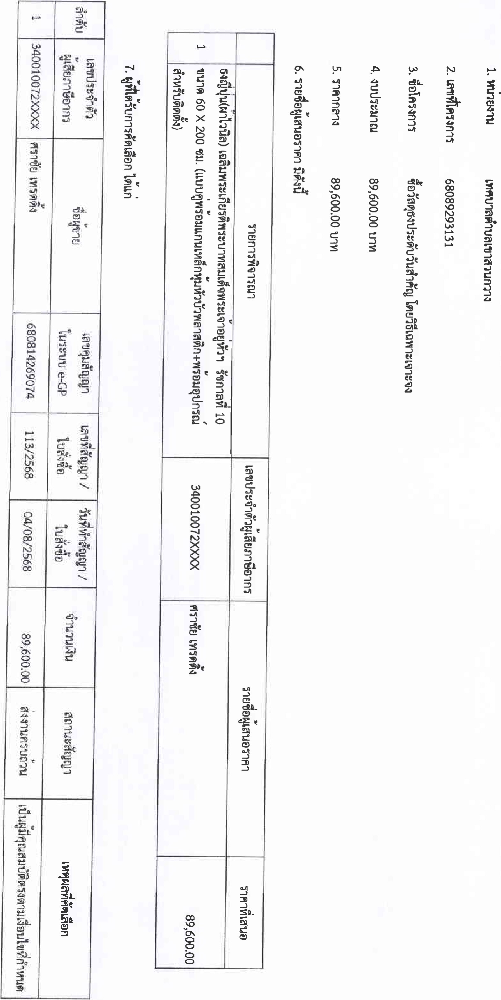 1. หน่วยงาน เทศบาลตำบลเขาสวนกวาง
2. เลขที่โครงการ 68089293131
3. ชื่อโครงการ ซื้อวัสดุธงประดับวันสำคัญ โดยวิธีเฉพาะเจาะจง
4. งบประมาณ 89,600.00 บาท
5. ราคากลาง 89,600.00 บาท
6. รายชื่อผู้เสนอราคา มีดังนี้
รายการพิจารณา เลขประจำตัวผู้เสียภาษีอากร รายชื่อผู้เสนอราคา ราคาที่เสนอ
ธงญี่ปุ่น(ผ้าไวนิล) เฉลิมพระเกียรติพระบาทสมเด็จพระเจ้าอยู่หัวฯ รัชกาลที่ 10
1 ขนาด 60 X 200 ซม. (แบบคู่พร้อมแกนเหล็กหุ้มหัวบัวพลาสติก+พร้อมอุปกรณ์ 340010072XXXX ศราชัย เทรดดิ้ง 89,600.00
สำหรับติดตั้ง)
7. ผู้ที่ได้รับการคัดเลือก ได้แก่
ลำดับ เลขประจำตัว ชื่อผู้ขาย เลขคุมสัญญา เลขที่สัญญา / วันที่ทำสัญญา / จำนวนเงิน สถานะสัญญา เหตุผลที่คัดเลือก
ผู้เสียภาษีอากร ในระบบ e-GP ใบสั่งซื้อ ใบสั่งซื้อ
1 340010072XXXX ศราชัย เทรดดิ้ง 680814269074 113/2568 04/08/2568 89,600.00 ส่งงานครบถ้วน เป็นผู้มีคุณสมบัติตรงตามเงื่อนไขที่กำหนด